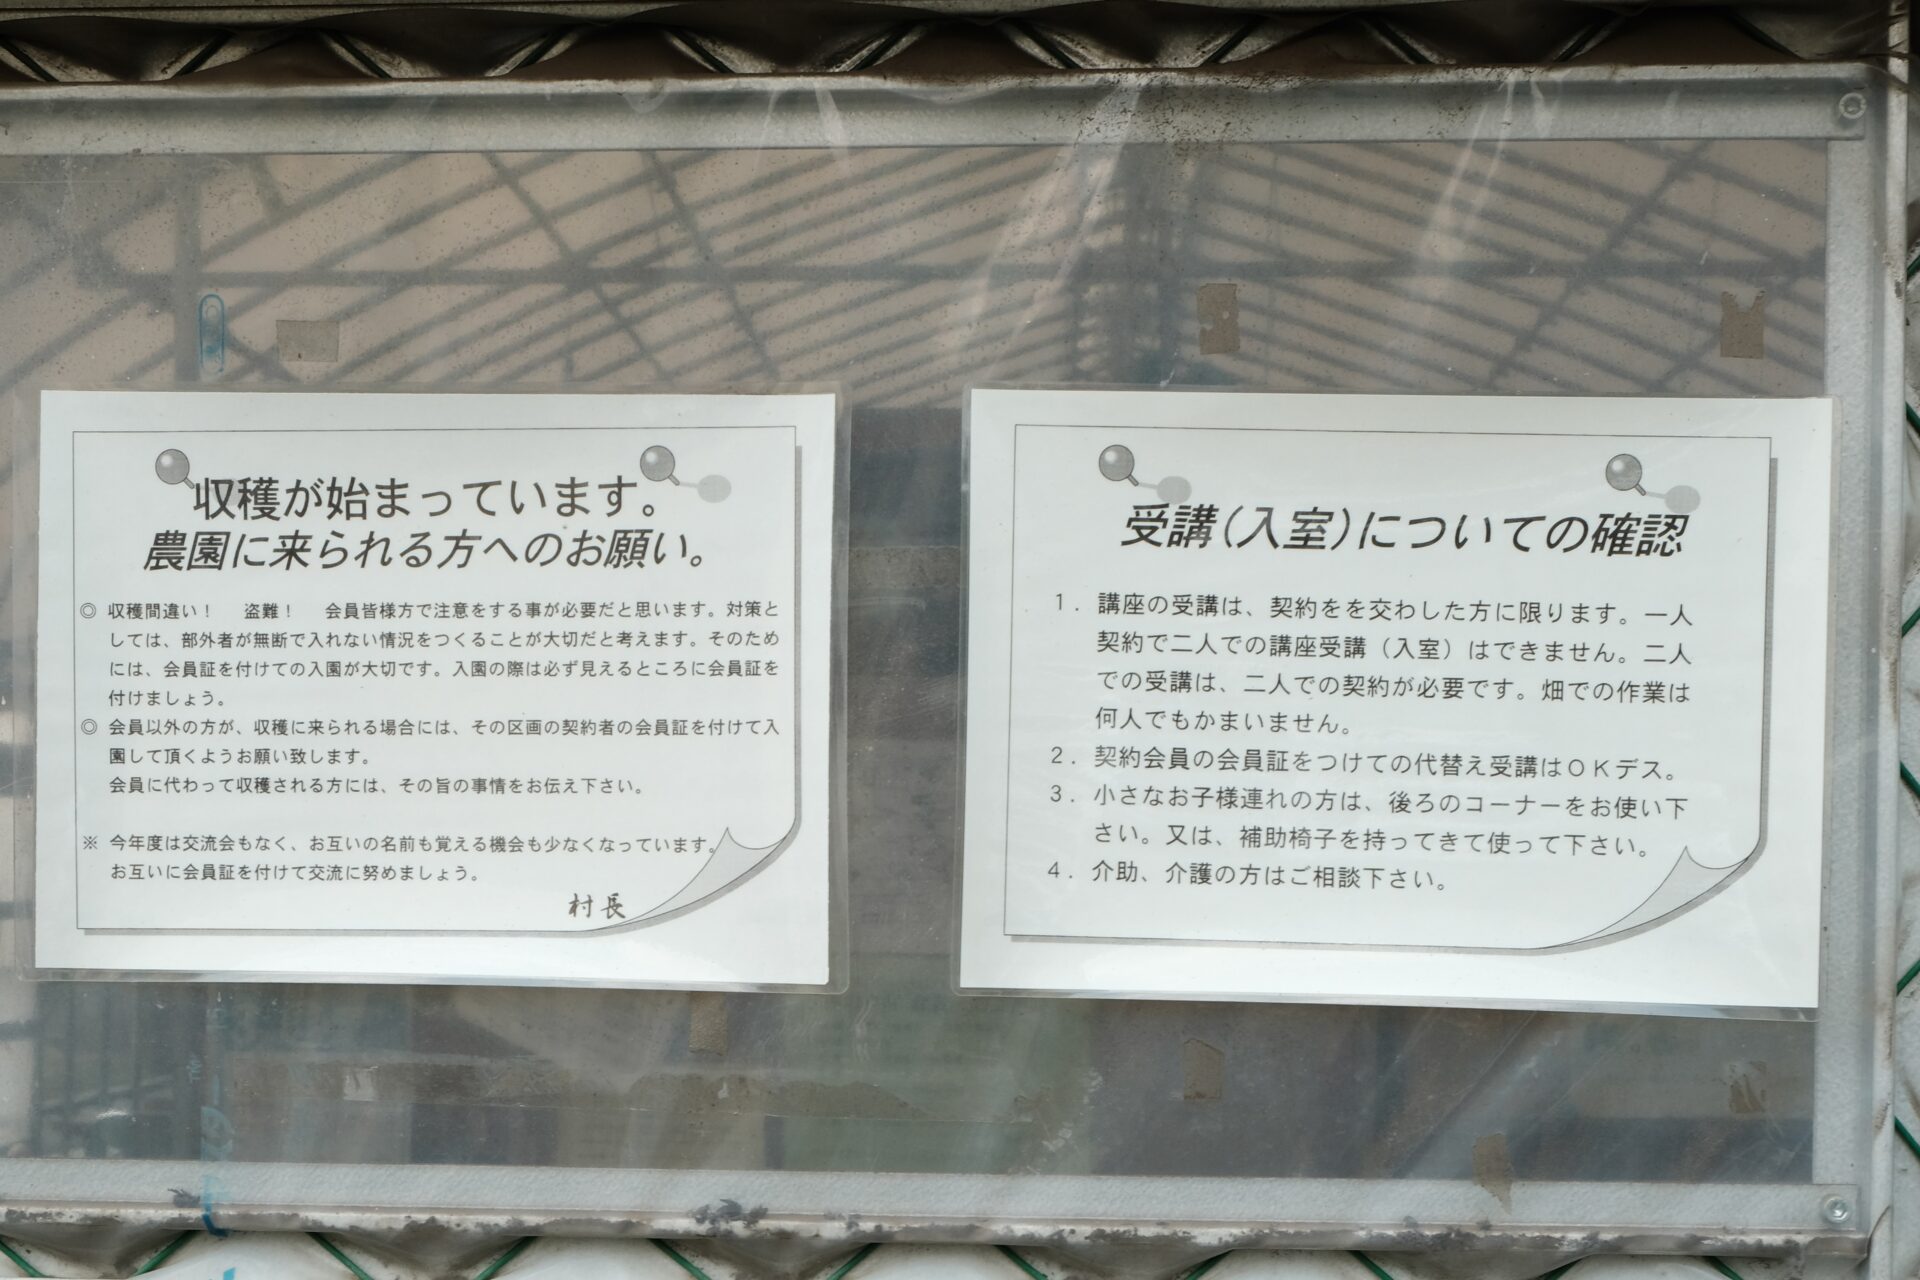 収穫が始まっています。
農園に来られる方へのお願い。
◎ 収穫間違い！ 盗難！ 会員皆様方で注意をする事が必要だと思います。対策と
しては、部外者が無断で入れない情況をつくることが大切だと考えます。そのため
には、会員証を付けての入園が大切です。入園の際は必ず見えるところに会員証を
付けましょう。
◎ 会員以外の方が、収穫に来られる場合には、その区画の契約者の会員証を付けて入
園して頂くようお願い致します。
会員に代わって収穫される方には、その旨の事情をお伝え下さい。
※ 今年度は交流会もなく、お互いの名前も覚える機会も少なくなっています。
お互いに会員証を付けて交流に努めましょう。
村長
受講（入室）についての確認
１．講座の受講は、契約をを交わした方に限ります。一人
契約で二人での講座受講（入室）はできません。二人
での受講は、二人での契約が必要です。畑での作業は
何人でもかまいません。
２．契約会員の会員証をつけての代替え受講はＯＫデス。
３．小さなお子様連れの方は、後ろのコーナーをお使い下
さい。又は、補助椅子を持ってきて使って下さい。
４．介助、介護の方はご相談下さい。